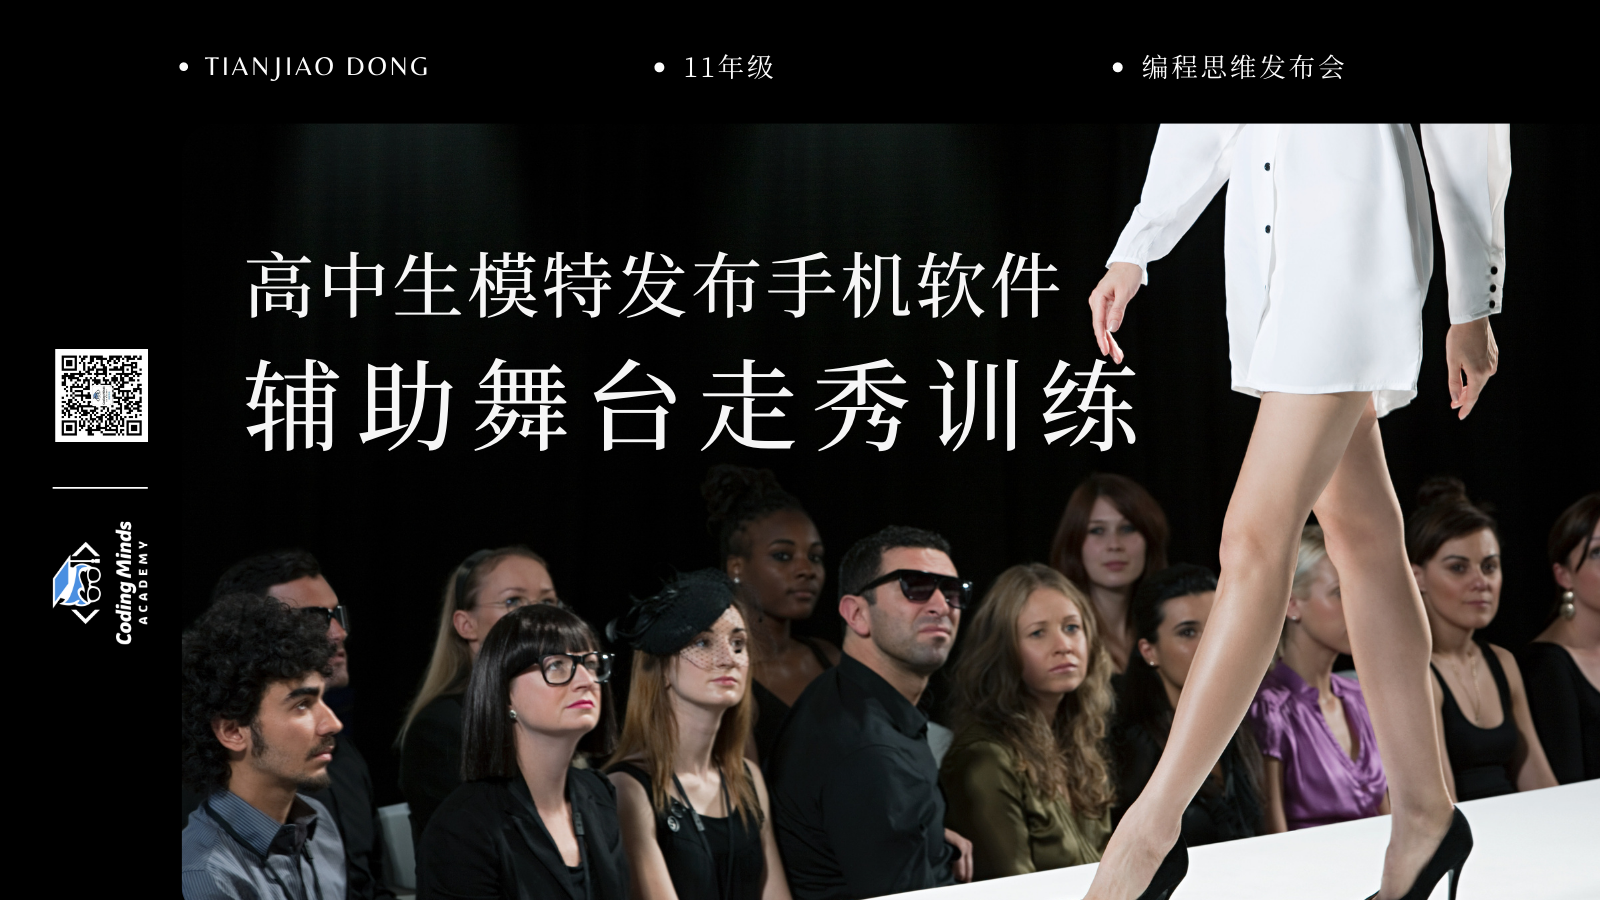 TIANJIAO DONG
11年级
编程思维发布会
高中生模特发布手机软件
辅助舞台走秀训练
Coding Minds
ACADEMY